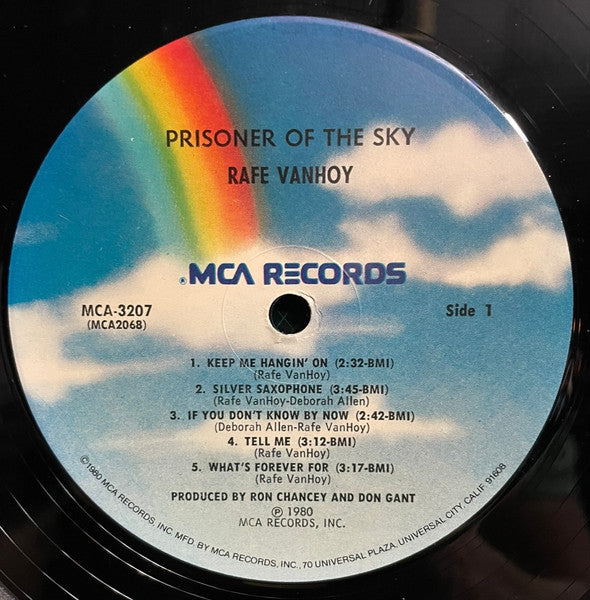 PRISONER OF THE SKY
RAFE VANHOY
®MCA RECORDS
MCA-3207
(MCA2068)
Side 1
1. KEEP ME HANGIN' ON (2:32-BMI)
(Rafe VanHoy)
2. SILVER SAXOPHONE (3:45-BMI)
(Rafe VanHoy-Deborah Allen)
3. IF YOU DON'T KNOW BY NOW (2:42-BMI)
(Deborah Allen-Rafe VanHoy)
4. TELL ME (3:12-BMI)
(Rafe VanHoy)
5. WHAT'S FOREVER FOR (3:17-BMI)
(Rafe VanHoy)
PRODUCED BY RON CHANCEY AND DON GANT
℗ 1980
MCA RECORDS, INC.
©1980 MCA RECORDS, INC. MFD. BY MCA RECORDS, INC., 70 UNIVERSAL PLAZA, UNIVERSAL CITY, CALIF. 91608